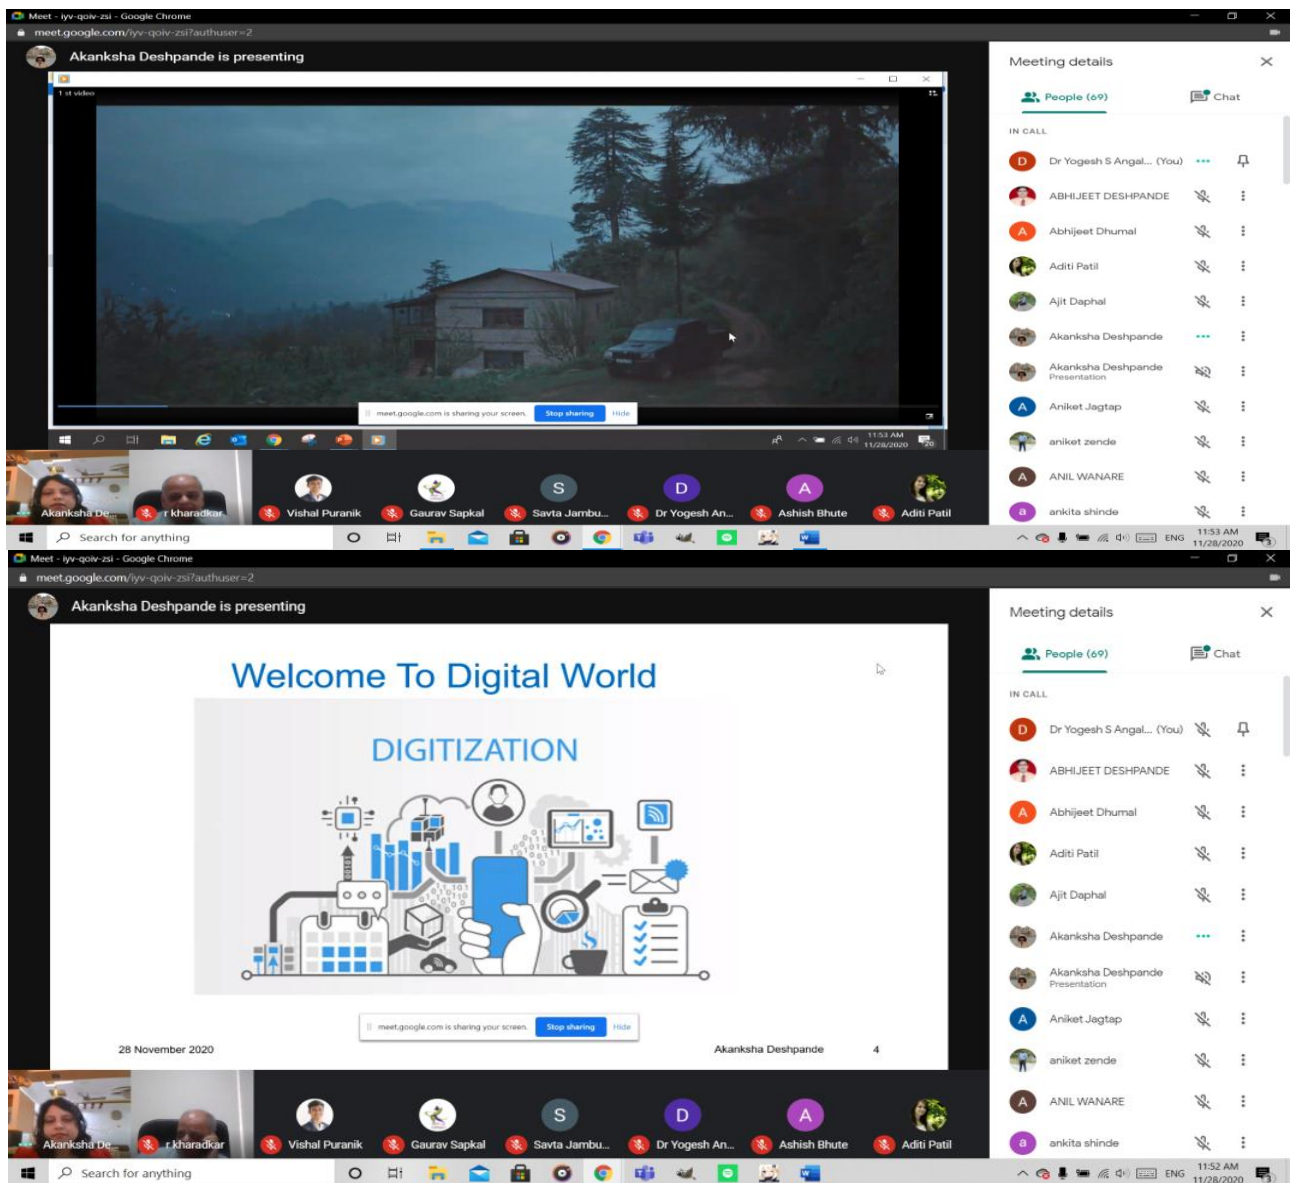 Meet - iyv-qoiv-zsi - Google Chrome
meet.google.com/iyv-qoiv-zsi?authuser=2
Akanksha Deshpande is presenting
1 st video
meet.google.com is sharing your screen. Stop sharing Hide
11:53 AM
11/28/2020
20
Meeting details
People (69) Chat
IN CALL
D Dr Yogesh S Angal... (You)
ABHIJEET DESHPANDE
A Abhijeet Dhumal
Aditi Patil
Ajit Daphal
Akanksha Deshpande
Akanksha Deshpande
Presentation
A Aniket Jagtap
aniket zende
A ANIL WANARE
a ankita shinde
S D A
Akanksha De... r kharadkar Vishal Puranik Gaurav Sapkal Savta Jambu... Dr Yogesh An... Ashish Bhute Aditi Patil
Search for anything
ENG 11:53 AM
11/28/2020 3
Meet - iyv-qoiv-zsi - Google Chrome
meet.google.com/iyv-qoiv-zsi?authuser=2
Akanksha Deshpande is presenting
Welcome To Digital World
DIGITIZATION
meet.google.com is sharing your screen. Stop sharing Hide
28 November 2020 Akanksha Deshpande 4
Meeting details
People (69) Chat
IN CALL
D Dr Yogesh S Angal... (You)
ABHIJEET DESHPANDE
A Abhijeet Dhumal
Aditi Patil
Ajit Daphal
Akanksha Deshpande
Akanksha Deshpande
Presentation
A Aniket Jagtap
aniket zende
A ANIL WANARE
a ankita shinde
S D A
Akanksha De... r kharadkar Vishal Puranik Gaurav Sapkal Savta Jambu... Dr Yogesh An... Ashish Bhute Aditi Patil
Search for anything
ENG 11:52 AM
11/28/2020 3